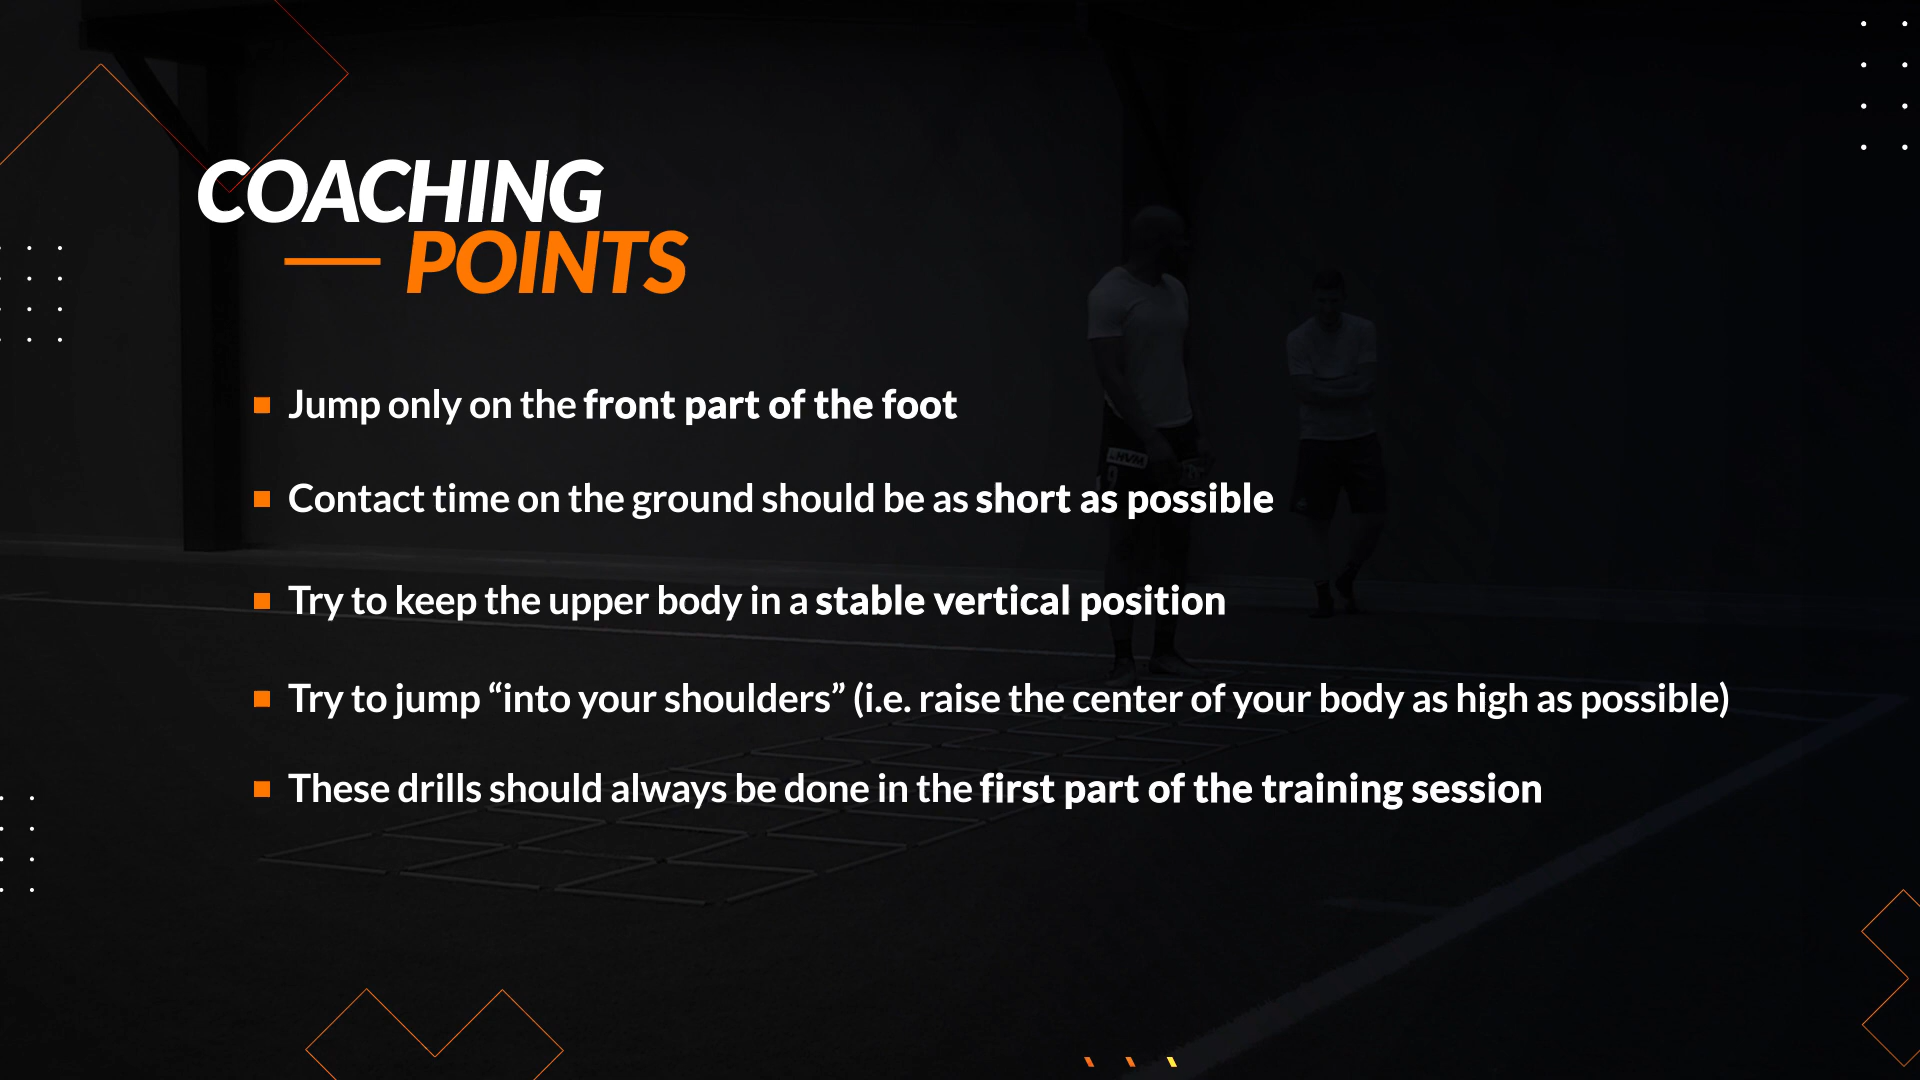 COACHING
POINTS
Jump only on the front part of the foot
Contact time on the ground should be as short as possible
Try to keep the upper body in a stable vertical position
Try to jump “into your shoulders” (i.e. raise the center of your body as high as possible)
These drills should always be done in the first part of the training session